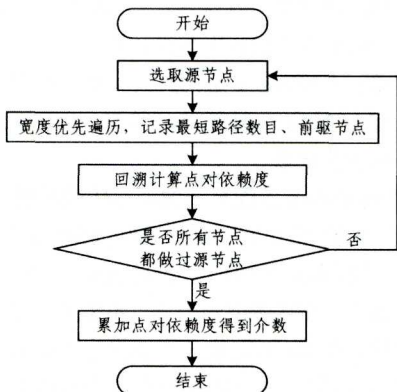 开始
选取源节点
宽度优先遍历，记录最短路径数目、前驱节点
回溯计算点对依赖度
是否所有节点
都做过源节点
否
是
累加点对依赖度得到介数
结束